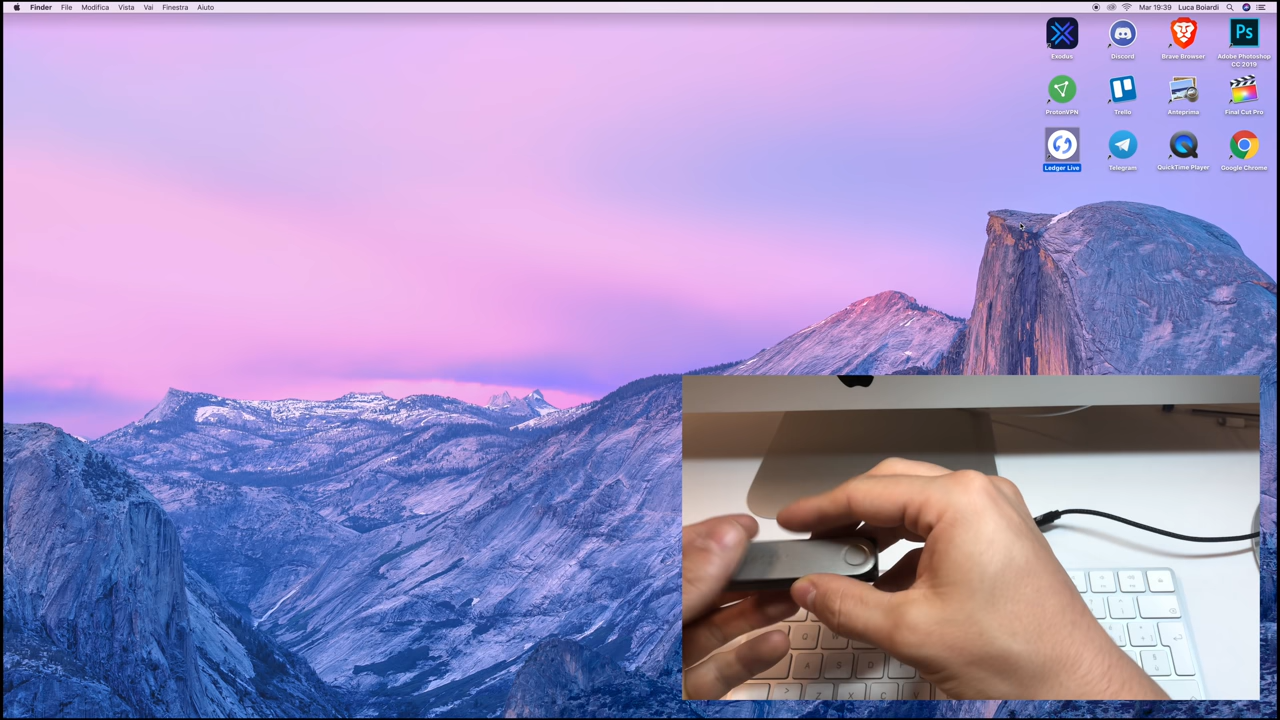 Finder File Modifica Vista Vai Finestra Aiuto Mar 19:39 Luca Boiardi
Exodus Discord Brave Browser Ps Adobe Photoshop
CC 2019
ProtonVPN Trello Anteprima Final Cut Pro
Ledger Live Telegram QuickTime Player Google Chrome
Q W
A S D
Z X C